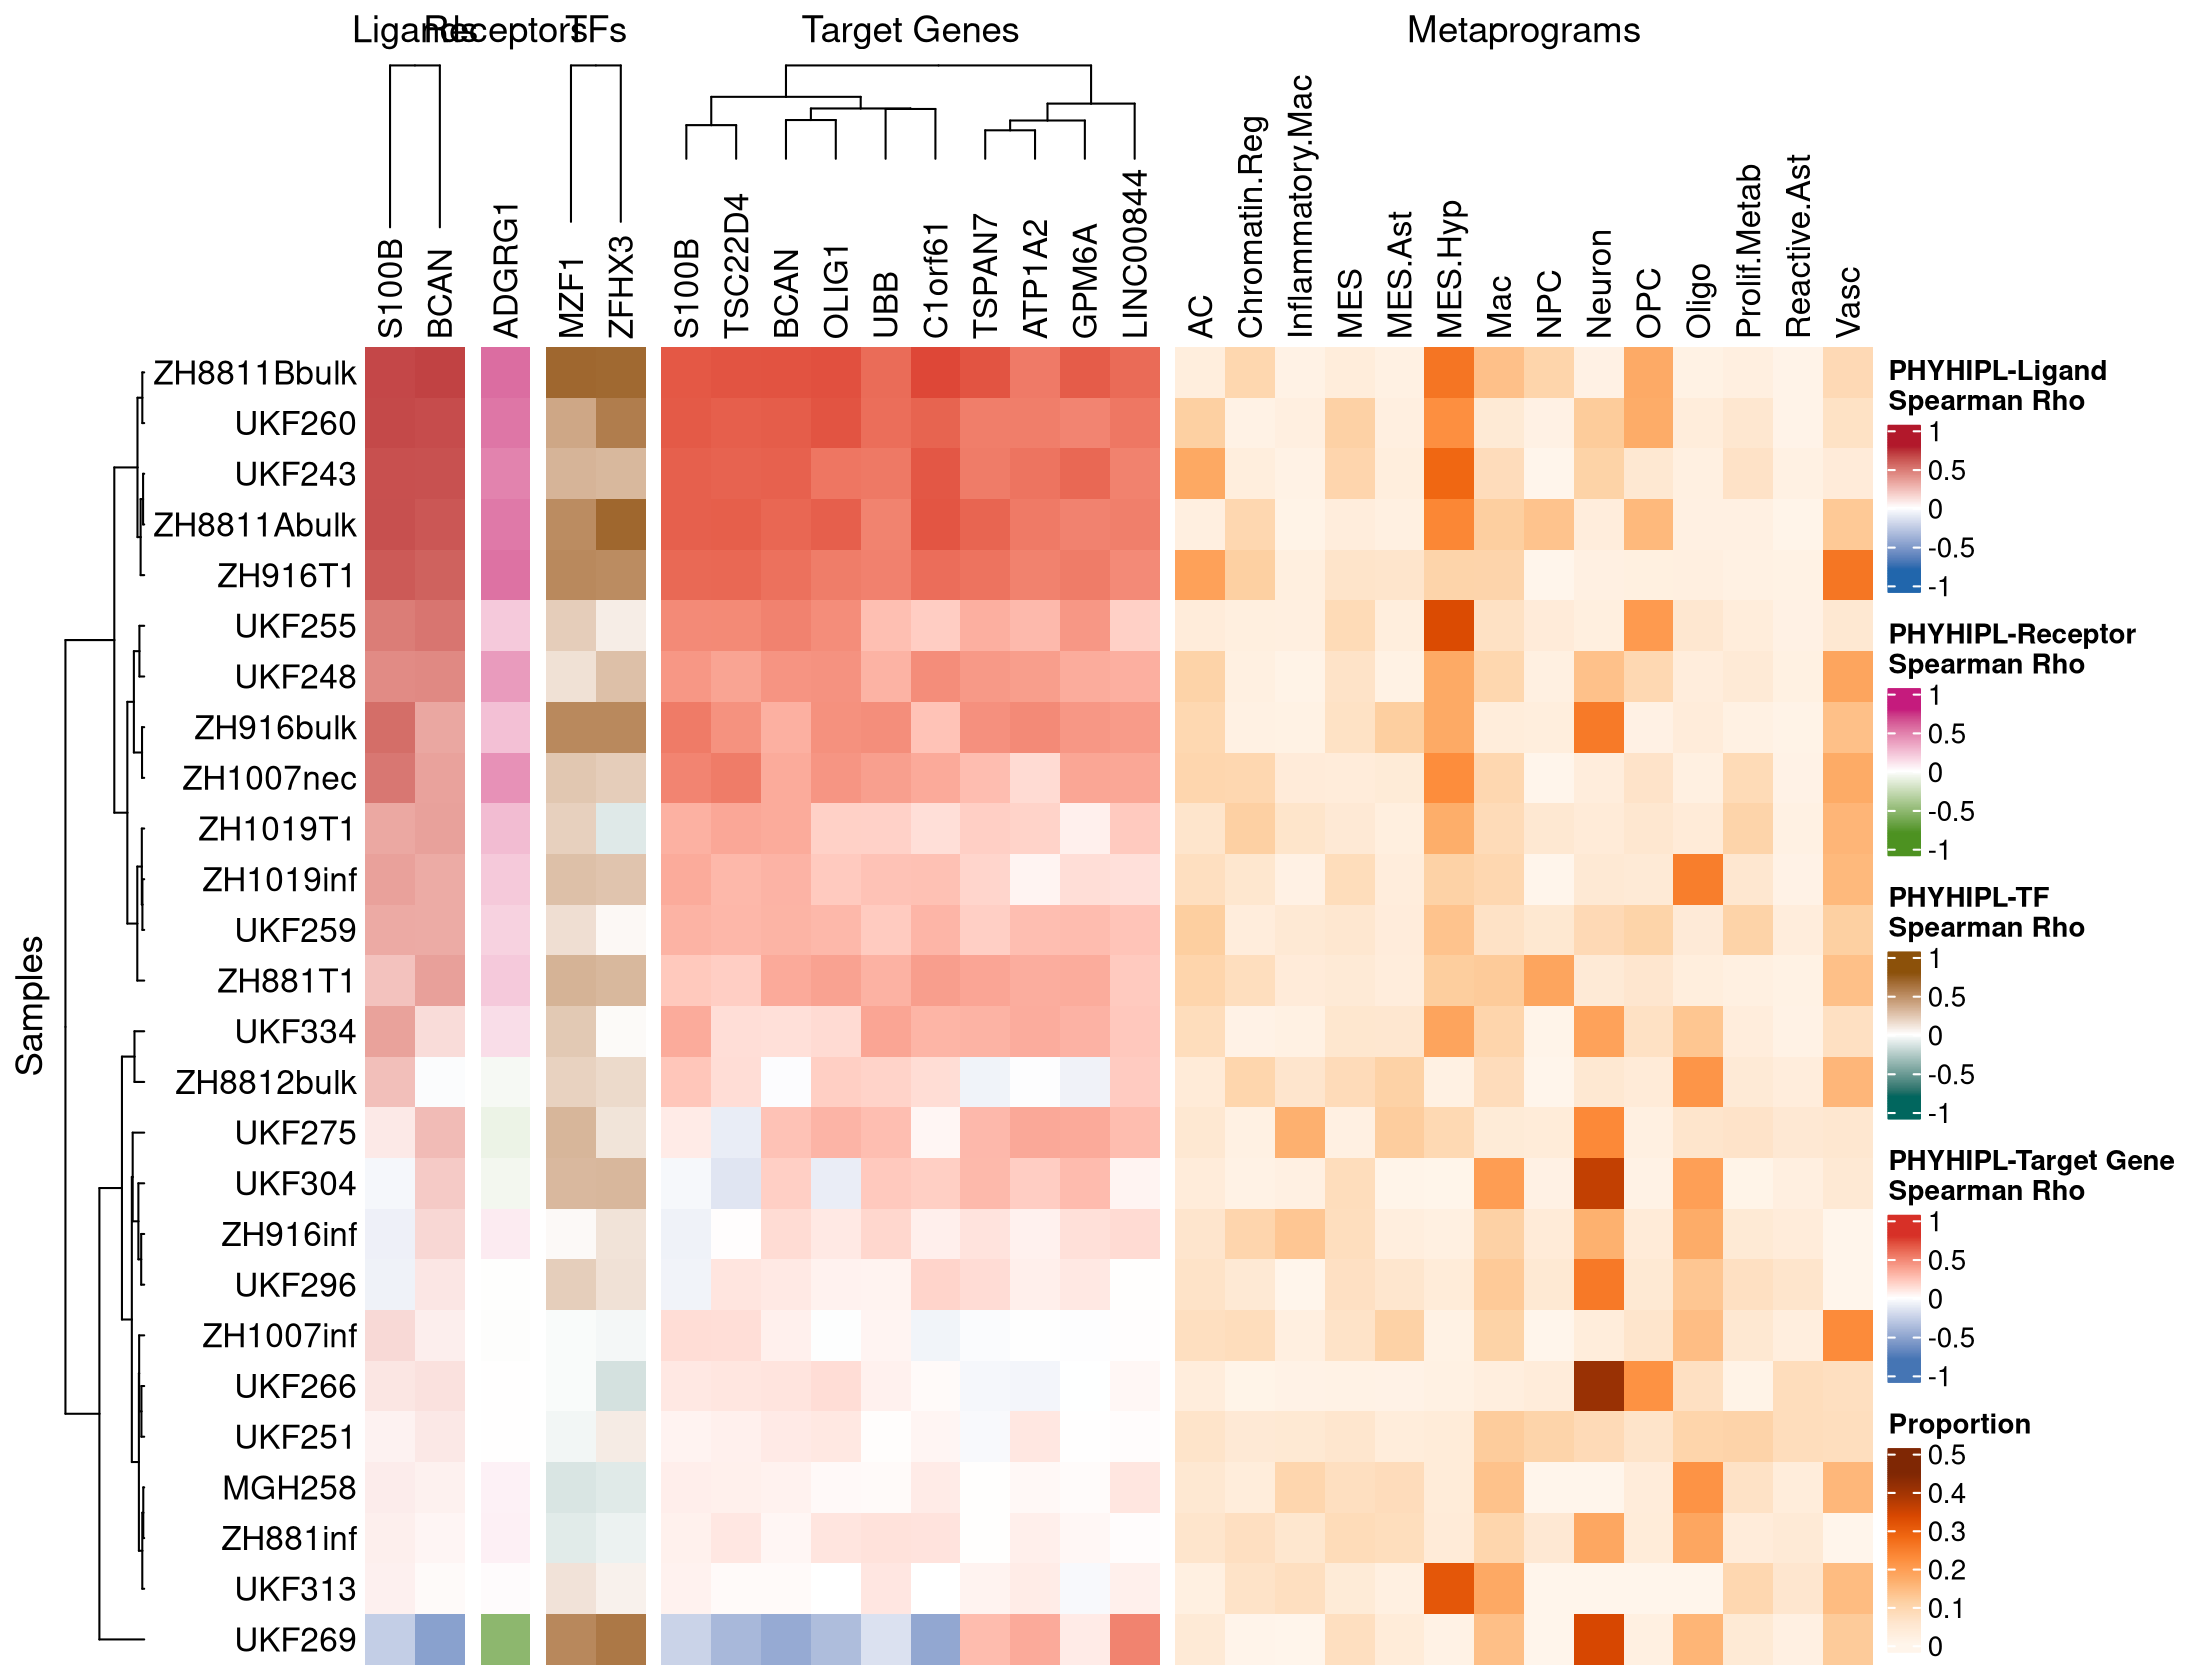 Ligands Receptors TFs Target Genes Metaprograms
S100B BCAN ADGRG1 MZF1 ZFHX3 S100B TSC22D4 BCAN OLIG1 UBB C1orf61 TSPAN7 ATP1A2 GPM6A LINC00844 AC Chromatin.Reg Inflammatory.Mac MES MES.Ast MES.Hyp Mac NPC Neuron OPC Oligo Prolif.Metab Reactive.Ast Vasc
Samples
ZH8811Bbulk
UKF260
UKF243
ZH8811Abulk
ZH916T1
UKF255
UKF248
ZH916bulk
ZH1007nec
ZH1019T1
ZH1019inf
UKF259
ZH881T1
UKF334
ZH8812bulk
UKF275
UKF304
ZH916inf
UKF296
ZH1007inf
UKF266
UKF251
MGH258
ZH881inf
UKF313
UKF269
PHYHIPL-Ligand
Spearman Rho
1
0.5
0
-0.5
-1
PHYHIPL-Receptor
Spearman Rho
1
0.5
0
-0.5
-1
PHYHIPL-TF
Spearman Rho
1
0.5
0
-0.5
-1
PHYHIPL-Target Gene
Spearman Rho
1
0.5
0
-0.5
-1
Proportion
0.5
0.4
0.3
0.2
0.1
0